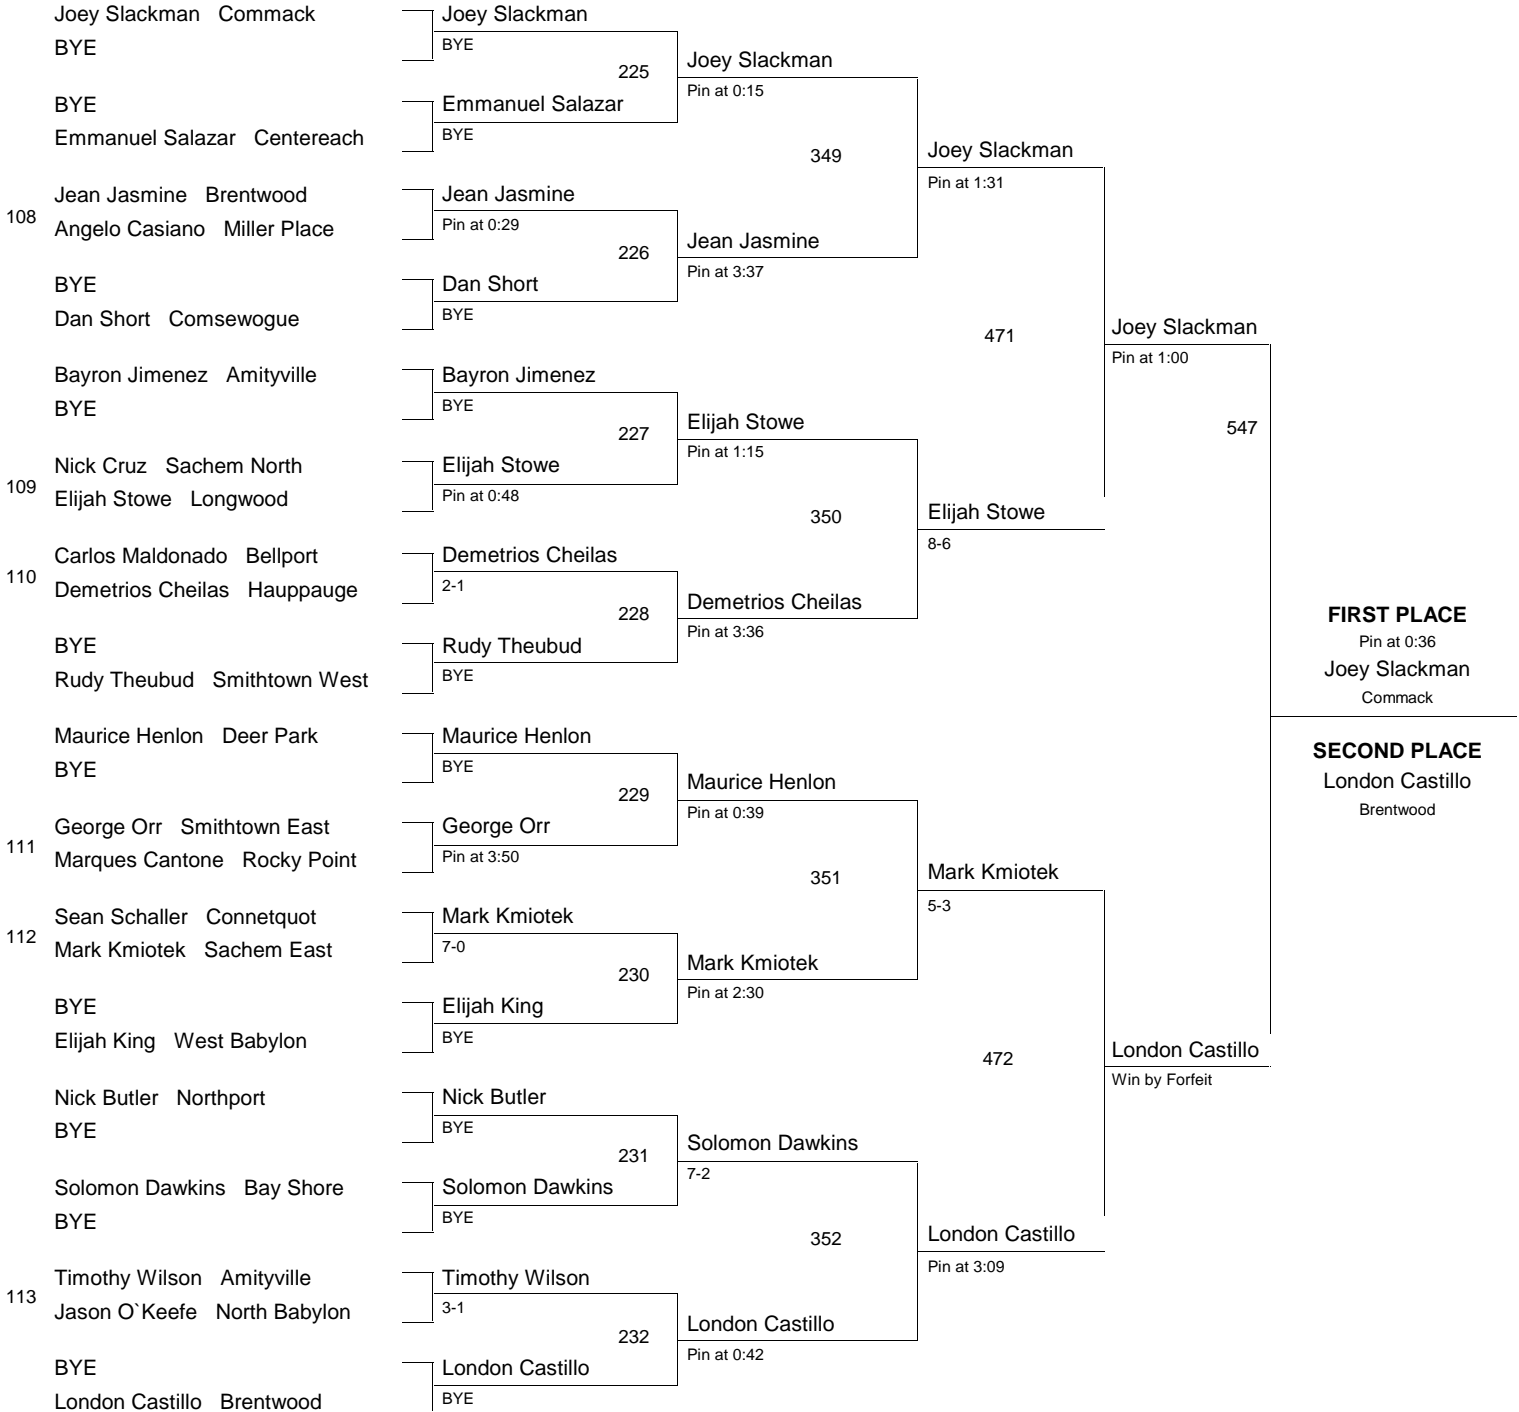 Joey Slackman Commack
BYE
BYE
Emmanuel Salazar Centereach
108
Jean Jasmine Brentwood
Angelo Casiano Miller Place
BYE
Dan Short Comsewogue
Bayron Jimenez Amityville
BYE
109
Nick Cruz Sachem North
Elijah Stowe Longwood
110
Carlos Maldonado Bellport
Demetrios Cheilas Hauppauge
BYE
Rudy Theubud Smithtown West
Maurice Henlon Deer Park
BYE
111
George Orr Smithtown East
Marques Cantone Rocky Point
112
Sean Schaller Connetquot
Mark Kmiotek Sachem East
BYE
Elijah King West Babylon
Nick Butler Northport
BYE
Solomon Dawkins Bay Shore
BYE
113
Timothy Wilson Amityville
Jason O`Keefe North Babylon
BYE
London Castillo Brentwood
Joey Slackman
BYE
225
Emmanuel Salazar
BYE
Jean Jasmine
Pin at 0:29
226
Dan Short
BYE
Bayron Jimenez
BYE
227
Elijah Stowe
Pin at 0:48
Demetrios Cheilas
2-1
228
Rudy Theubud
BYE
Maurice Henlon
BYE
229
George Orr
Pin at 3:50
Mark Kmiotek
7-0
230
Elijah King
BYE
Nick Butler
BYE
231
Solomon Dawkins
BYE
Timothy Wilson
3-1
232
London Castillo
BYE
Joey Slackman
Pin at 0:15
349
Jean Jasmine
Pin at 3:37
Elijah Stowe
Pin at 1:15
350
Demetrios Cheilas
Pin at 3:36
Maurice Henlon
Pin at 0:39
351
Mark Kmiotek
Pin at 2:30
Solomon Dawkins
7-2
352
London Castillo
Pin at 0:42
Joey Slackman
Pin at 1:31
471
Elijah Stowe
8-6
Mark Kmiotek
5-3
472
London Castillo
Pin at 3:09
Joey Slackman
Pin at 1:00
547
London Castillo
Win by Forfeit
FIRST PLACE
Pin at 0:36
Joey Slackman
Commack
SECOND PLACE
London Castillo
Brentwood